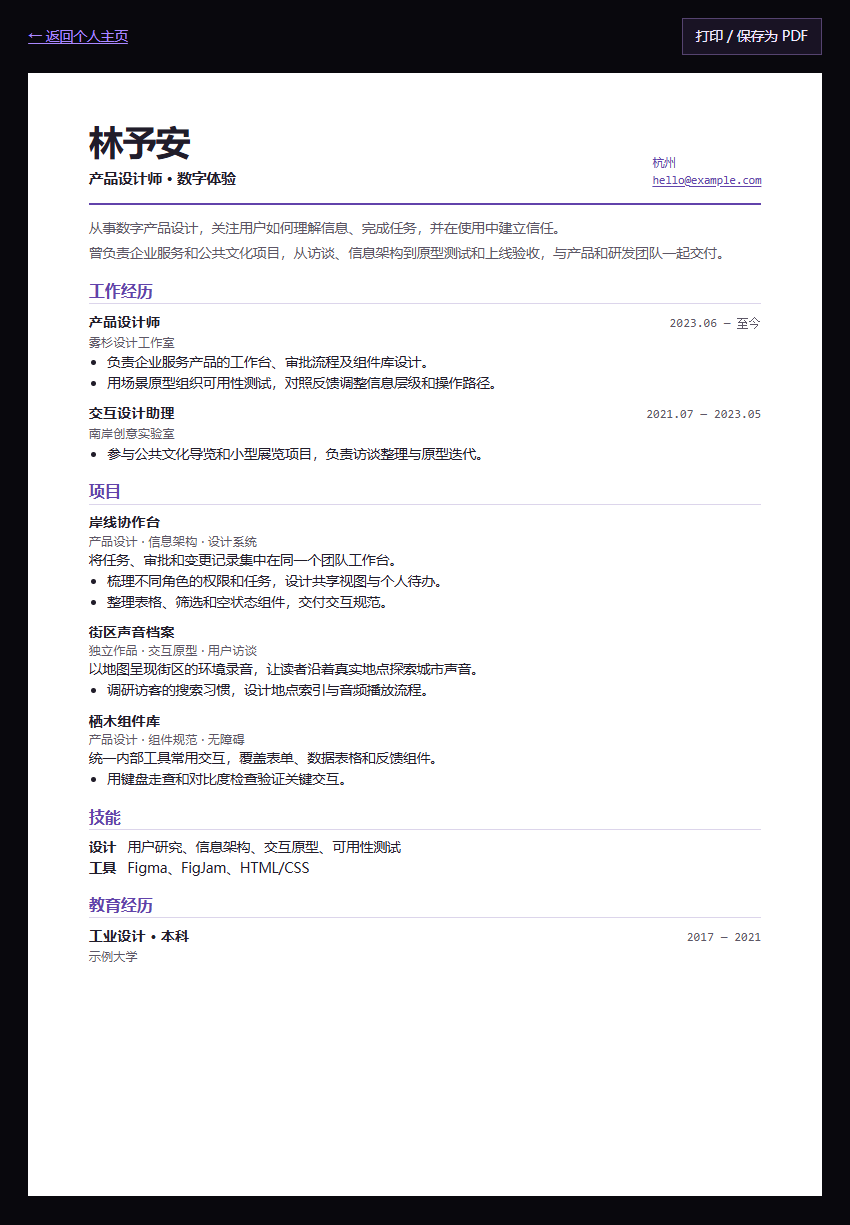 ← 返回个人主页
打印 / 保存为 PDF
林予安
产品设计师 • 数字体验
杭州
hello@example.com
从事数字产品设计，关注用户如何理解信息、完成任务，并在使用中建立信任。
曾负责企业服务和公共文化项目，从访谈、信息架构到原型测试和上线验收，与产品和研发团队一起交付。
工作经历
产品设计师
2023.06 — 至今
雾杉设计工作室
• 负责企业服务产品的工作台、审批流程及组件库设计。
• 用场景原型组织可用性测试，对照反馈调整信息层级和操作路径。
交互设计助理
2021.07 — 2023.05
南岸创意实验室
• 参与公共文化导览和小型展览项目，负责访谈整理与原型迭代。
项目
岸线协作台
产品设计 · 信息架构 · 设计系统
将任务、审批和变更记录集中在同一个团队工作台。
• 梳理不同角色的权限和任务，设计共享视图与个人待办。
• 整理表格、筛选和空状态组件，交付交互规范。
街区声音档案
独立作品 · 交互原型 · 用户访谈
以地图呈现街区的环境录音，让读者沿着真实地点探索城市声音。
• 调研访客的搜索习惯，设计地点索引与音频播放流程。
栖木组件库
产品设计 · 组件规范 · 无障碍
统一内部工具常用交互，覆盖表单、数据表格和反馈组件。
• 用键盘走查和对比度检查验证关键交互。
技能
设计 用户研究、信息架构、交互原型、可用性测试
工具 Figma、FigJam、HTML/CSS
教育经历
工业设计 • 本科
2017 — 2021
示例大学